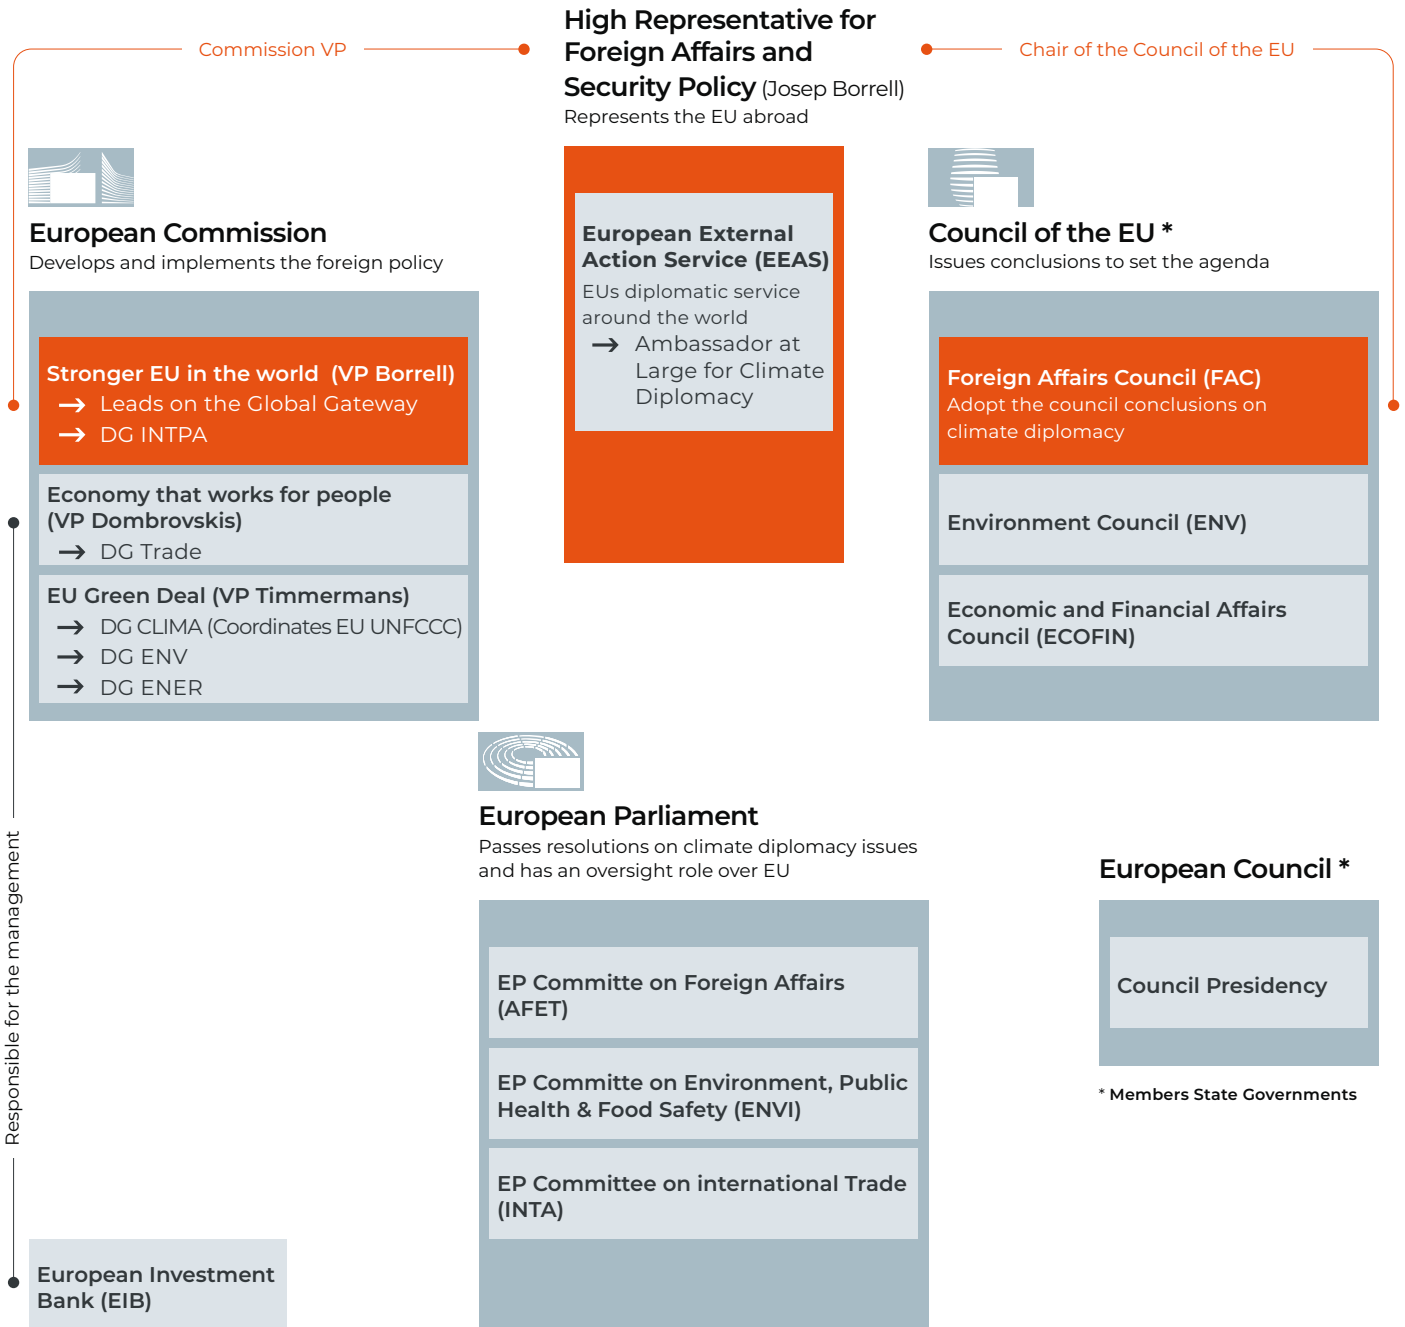 Commission VP
High Representative for
Foreign Affairs and
Security Policy (Josep Borrell)
Represents the EU abroad
Chair of the Council of the EU
European Commission
Develops and implements the foreign policy
Stronger EU in the world (VP Borrell)
→ Leads on the Global Gateway
→ DG INTPA
Economy that works for people
(VP Dombrovskis)
→ DG Trade
EU Green Deal (VP Timmermans)
→ DG CLIMA (Coordinates EU UNFCCC)
→ DG ENV
→ DG ENER
European External
Action Service (EEAS)
EUs diplomatic service
around the world
→ Ambassador at
Large for Climate
Diplomacy
Council of the EU *
Issues conclusions to set the agenda
Foreign Affairs Council (FAC)
Adopt the council conclusions on
climate diplomacy
Environment Council (ENV)
Economic and Financial Affairs
Council (ECOFIN)
European Parliament
Passes resolutions on climate diplomacy issues
and has an oversight role over EU
EP Committe on Foreign Affairs
(AFET)
EP Committe on Environment, Public
Health & Food Safety (ENVI)
EP Committee on international Trade
(INTA)
European Council *
Council Presidency
* Members State Governments
Responsible for the management
European Investment
Bank (EIB)